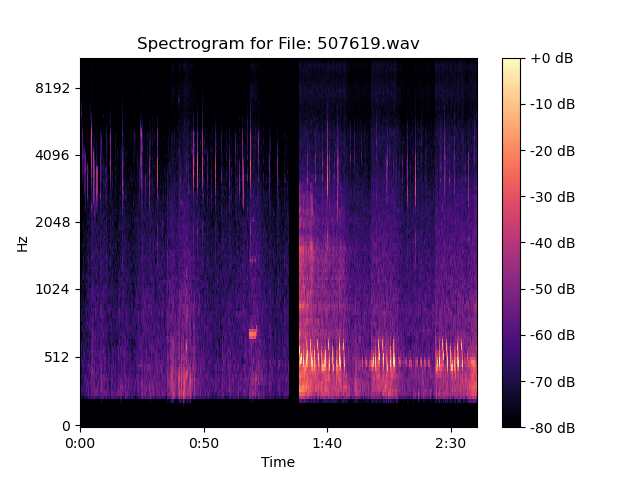 Spectrogram for File: 507619.wav
8192
4096
2048
1024
512
0
Hz
0:00
0:50
1:40
2:30
Time
+0 dB
-10 dB
-20 dB
-30 dB
-40 dB
-50 dB
-60 dB
-70 dB
-80 dB